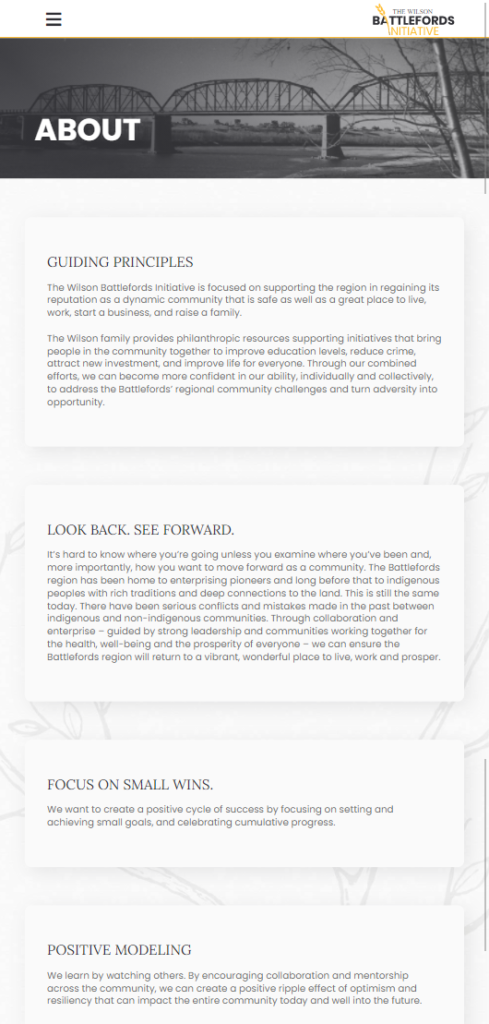 THE WILSON
BATTLEFORDS
INITIATIVE
ABOUT
GUIDING PRINCIPLES
The Wilson Battlefords Initiative is focused on supporting the region in regaining its
reputation as a dynamic community that is safe as well as a great place to live,
work, start a business, and raise a family.
The Wilson family provides philanthropic resources supporting initiatives that bring
people in the community together to improve education levels, reduce crime,
attract new investment, and improve life for everyone. Through our combined
efforts, we can become more confident in our ability, individually and collectively,
to address the Battlefords' regional community challenges and turn adversity into
opportunity.
LOOK BACK. SEE FORWARD.
It's hard to know where you're going unless you examine where you've been and,
more importantly, how you want to move forward as a community. The Battlefords
region has been home to enterprising pioneers and long before that to indigenous
peoples with rich traditions and deep connections to the land. This is still the same
today. There have been serious conflicts and mistakes made in the past between
indigenous and non-indigenous communities. Through collaboration and
enterprise – guided by strong leadership and communities working together for
the health, well-being and the prosperity of everyone – we can ensure the
Battlefords region will return to a vibrant, wonderful place to live, work and prosper.
FOCUS ON SMALL WINS.
We want to create a positive cycle of success by focusing on setting and
achieving small goals, and celebrating cumulative progress.
POSITIVE MODELING
We learn by watching others. By encouraging collaboration and mentorship
across the community, we can create a positive ripple effect of optimism and
resiliency that can impact the entire community today and well into the future.